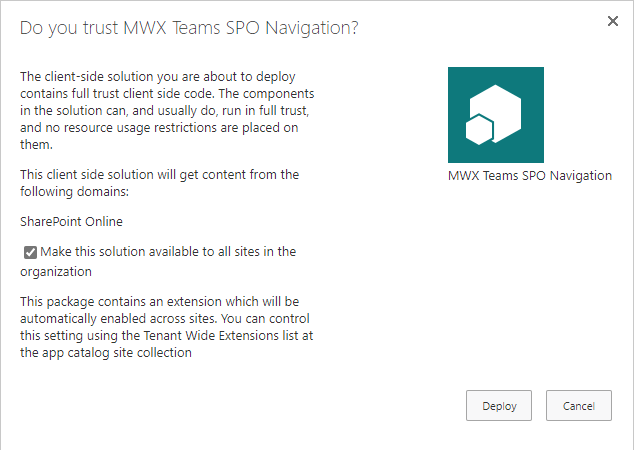 Do you trust MWX Teams SPO Navigation?
The client-side solution you are about to deploy
contains full trust client side code. The components
in the solution can, and usually do, run in full trust,
and no resource usage restrictions are placed on
them.
MWX Teams SPO Navigation
This client side solution will get content from the
following domains:
SharePoint Online
Make this solution available to all sites in the
organization
This package contains an extension which will be
automatically enabled across sites. You can control
this setting using the Tenant Wide Extensions list at
the app catalog site collection
Deploy
Cancel